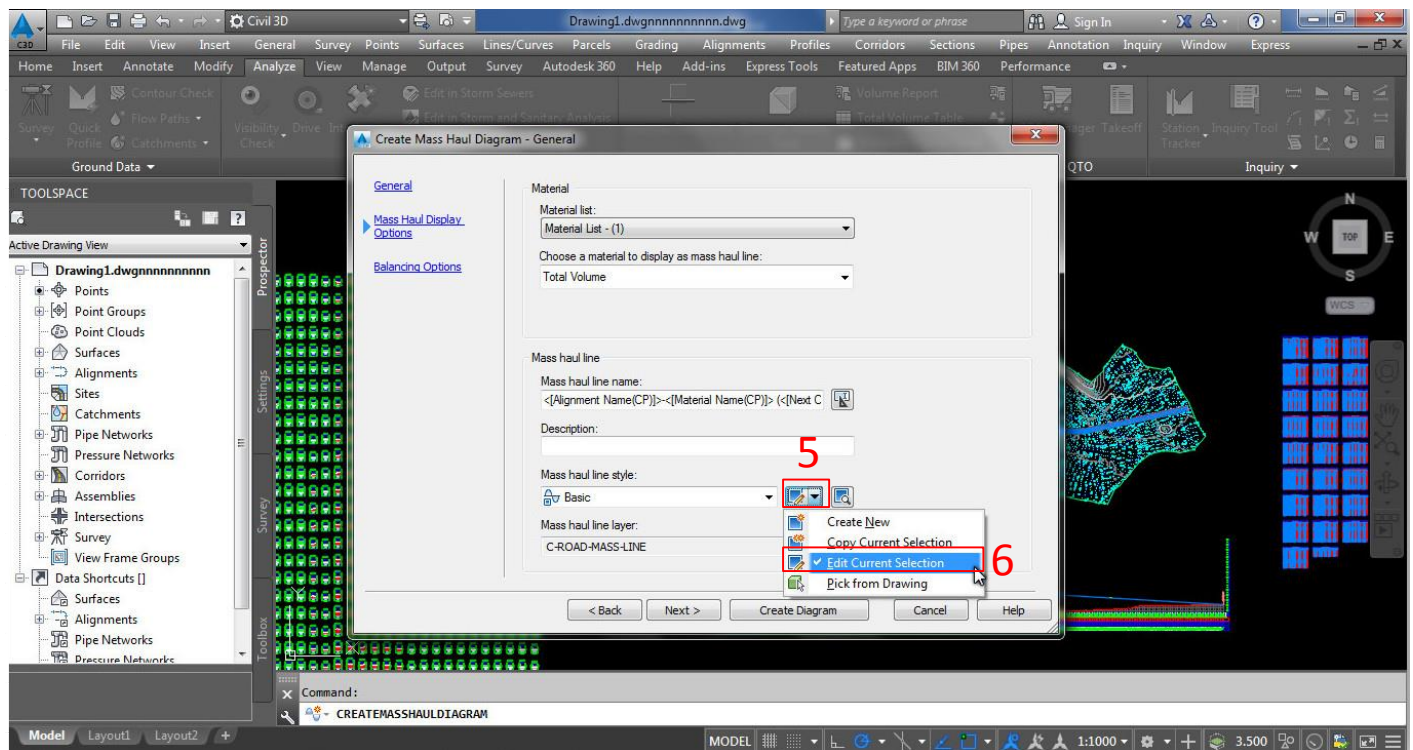 Civil 3D
Drawing1.dwgnnnnnnnnnn.dwg
Type a keyword or phrase
Sign In
C3D
File Edit View Insert General Survey Points Surfaces Lines/Curves Parcels Grading Alignments Profiles Corridors Sections Pipes Annotation Inquiry Window Express
Home Insert Annotate Modify Analyze View Manage Output Survey Autodesk 360 Help Add-ins Express Tools Featured Apps BIM 360 Performance
Contour Check
Edit in Storm Sewers
Volume Report
Survey
Quick Profile
Flow Paths
Catchments
Visibility Check
Edit in Storm and Sanitary Analysis
Total Volume Table
Takeoff
Station Tracker
Inquiry Tool
Ground Data
QTO
Inquiry
Create Mass Haul Diagram - General
General
Mass Haul Display Options
Balancing Options
Material
Material list:
Material List - (1)
Choose a material to display as mass haul line:
Total Volume
Mass haul line
Mass haul line name:
<[Alignment Name(CP)]>-<[Material Name(CP)]> (<[Next C
Description:
5
Mass haul line style:
Basic
Mass haul line layer:
C-ROAD-MASS-LINE
Create New
Copy Current Selection
Edit Current Selection
6
Pick from Drawing
< Back
Next >
Create Diagram
Cancel
Help
TOOLSPACE
Active Drawing View
Drawing1.dwgnnnnnnnnnn
Points
Point Groups
Point Clouds
Surfaces
Alignments
Sites
Catchments
Pipe Networks
Pressure Networks
Corridors
Assemblies
Intersections
Survey
View Frame Groups
Data Shortcuts []
Surfaces
Alignments
Pipe Networks
Pressure Networks
Prospector
Settings
Survey
Toolbox
N
W
TOP
E
S
WCS
Command:
CREATEMASSHAULDIAGRAM
Model Layout1 Layout2 +
MODEL
1:1000
3.500